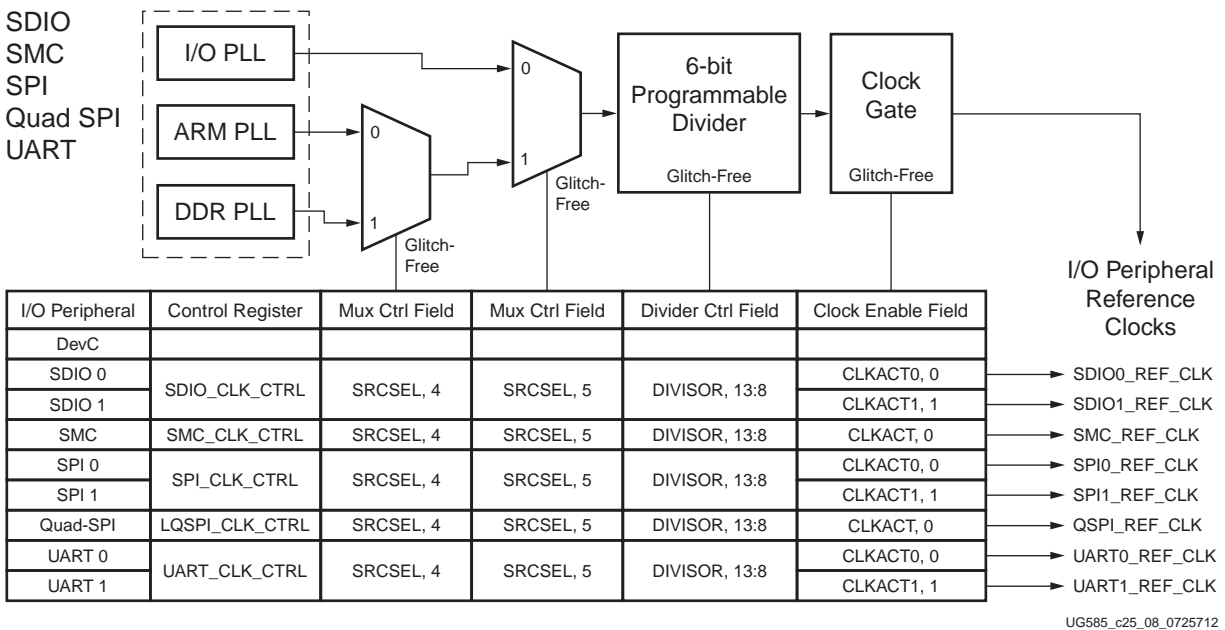 SDIO
SMC
SPI
Quad SPI
UART
I/O PLL
ARM PLL
DDR PLL
0
1
Glitch-
Free
0
1
Glitch-
Free
6-bit
Programmable
Divider
Glitch-Free
Clock
Gate
Glitch-Free
I/O Peripheral
Reference
Clocks
I/O Peripheral Control Register Mux Ctrl Field Mux Ctrl Field Divider Ctrl Field Clock Enable Field
DevC
SDIO 0 SDIO_CLK_CTRL SRCSEL, 4 SRCSEL, 5 DIVISOR, 13:8 CLKACT0, 0 SDIO0_REF_CLK
SDIO 1 CLKACT1, 1 SDIO1_REF_CLK
SMC SMC_CLK_CTRL SRCSEL, 4 SRCSEL, 5 DIVISOR, 13:8 CLKACT, 0 SMC_REF_CLK
SPI 0 SPI_CLK_CTRL SRCSEL, 4 SRCSEL, 5 DIVISOR, 13:8 CLKACT0, 0 SPI0_REF_CLK
SPI 1 CLKACT1, 1 SPI1_REF_CLK
Quad-SPI LQSPI_CLK_CTRL SRCSEL, 4 SRCSEL, 5 DIVISOR, 13:8 CLKACT, 0 QSPI_REF_CLK
UART 0 UART_CLK_CTRL SRCSEL, 4 SRCSEL, 5 DIVISOR, 13:8 CLKACT0, 0 UART0_REF_CLK
UART 1 CLKACT1, 1 UART1_REF_CLK
UG585_c25_08_0725712